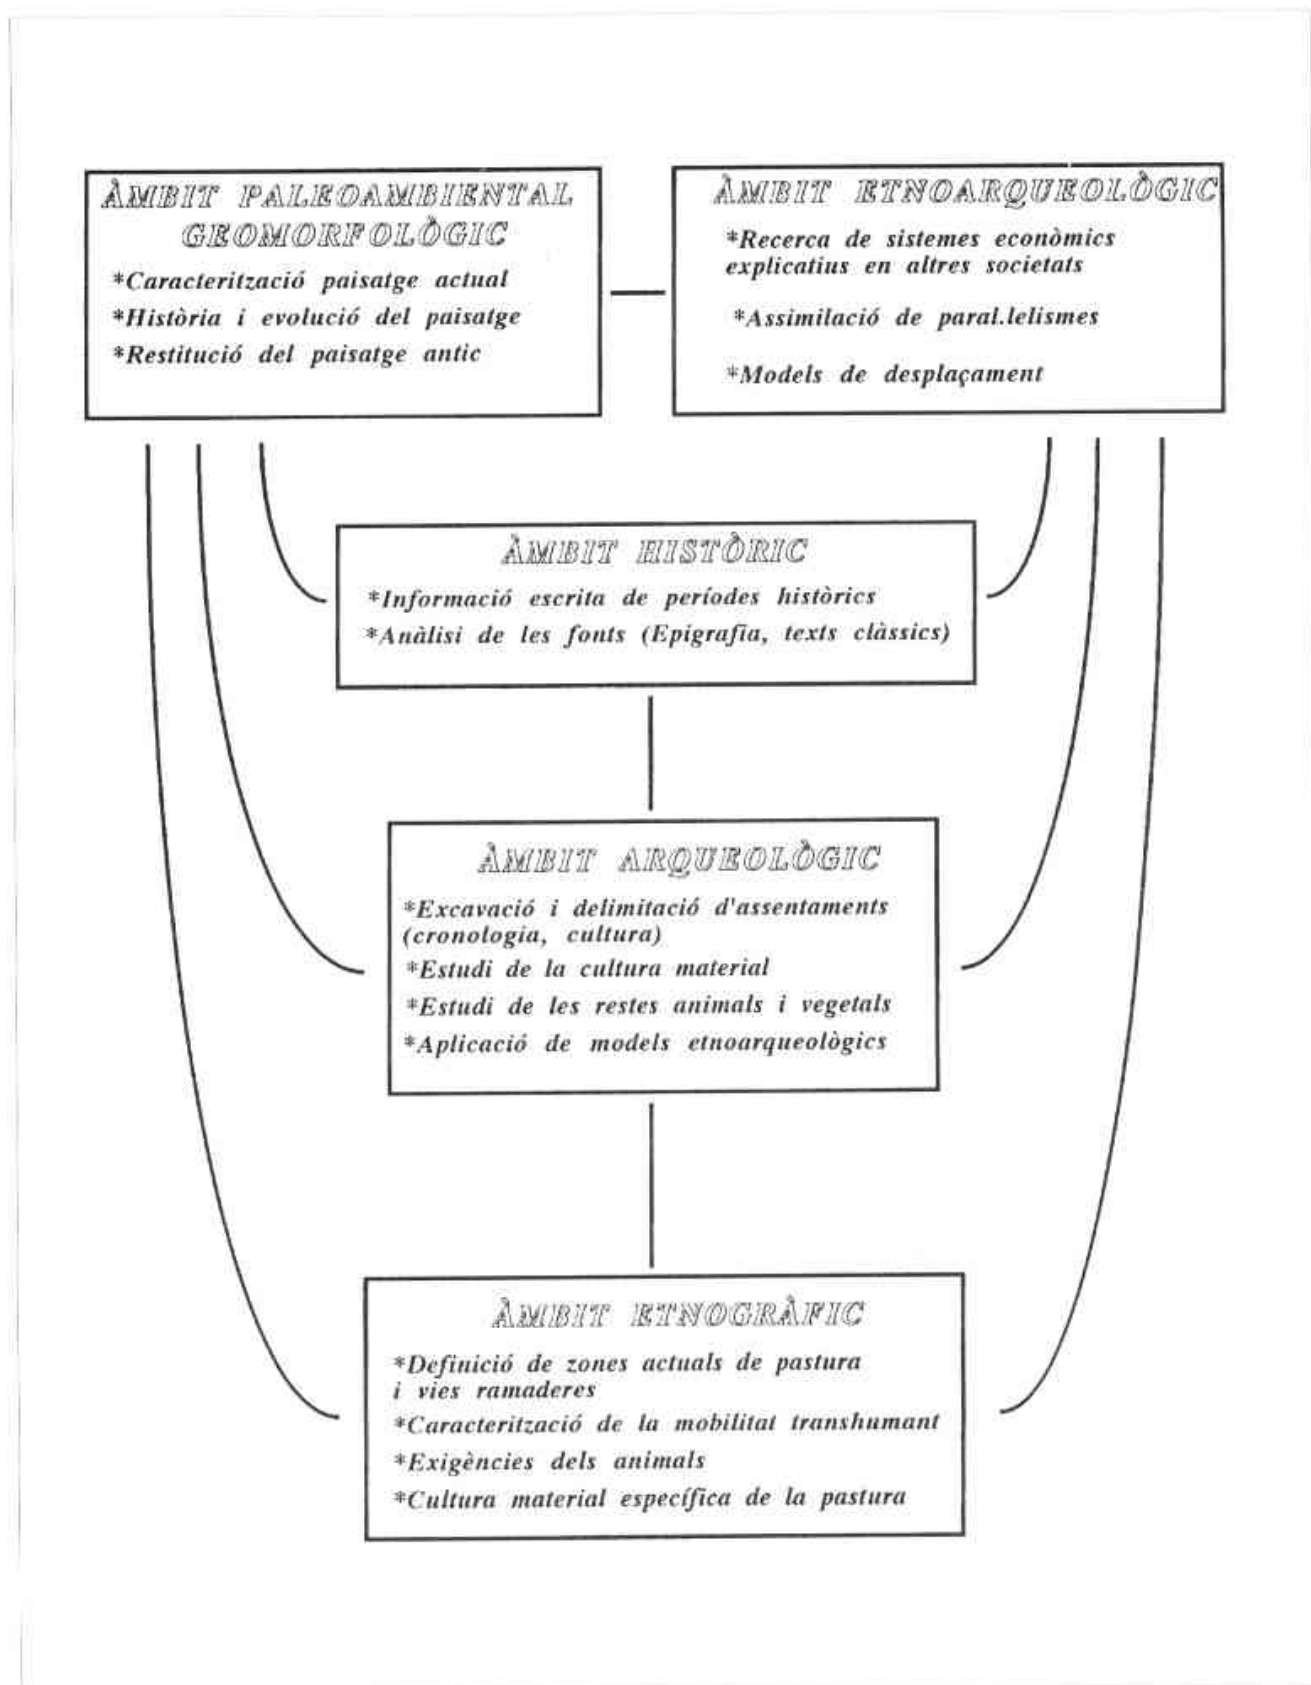 ÀMBIT PALEOAMBIENTAL
GEOMORFOLÒGIC
*Caracterització paisatge actual
*Història i evolució del paisatge
*Restitució del paisatge antic
ÀMBIT ETNOARQUEOLÒGIC
*Recerca de sistemes econòmics
explicatius en altres societats
*Assimilació de paral.lelismes
*Models de desplaçament
ÀMBIT HISTÒRIC
*Informació escrita de períodes històrics
*Anàlisi de les fonts (Epigrafia, texts clàssics)
ÀMBIT ARQUEOLÒGIC
*Excavació i delimitació d'assentaments
(cronologia, cultura)
*Estudi de la cultura material
*Estudi de les restes animals i vegetals
*Aplicació de models etnoarqueològics
ÀMBIT ETNOGRÀFIC
*Definició de zones actuals de pastura
i vies ramaderes
*Caracterització de la mobilitat transhumant
*Exigències dels animals
*Cultura material específica de la pastura